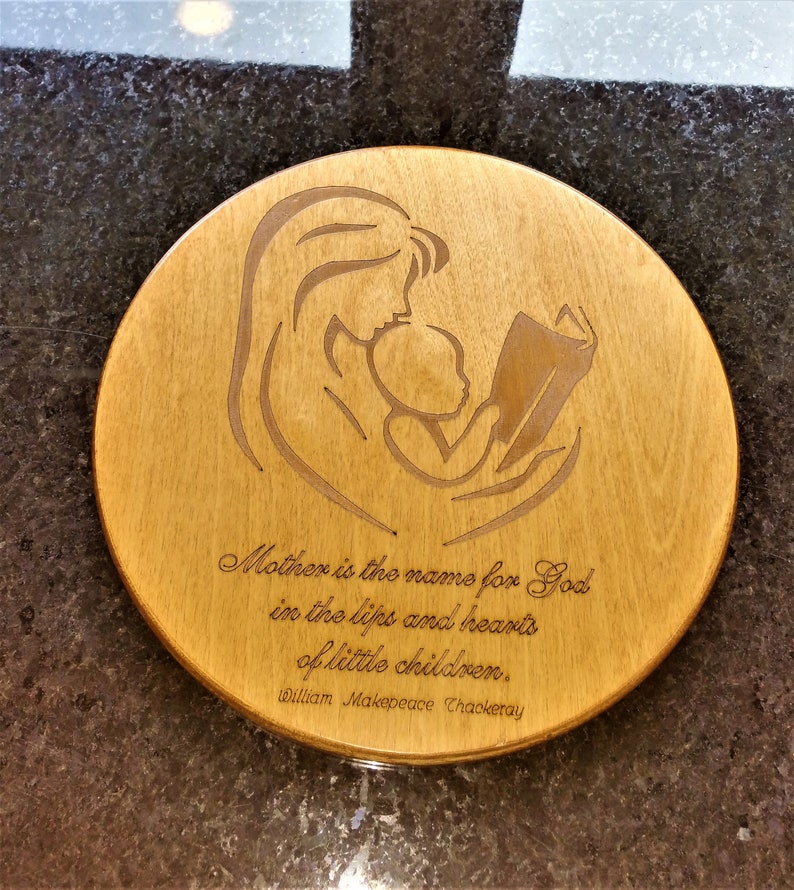 Mother is the name for God
in the lips and hearts
of little children.
William Makepeace Thackeray